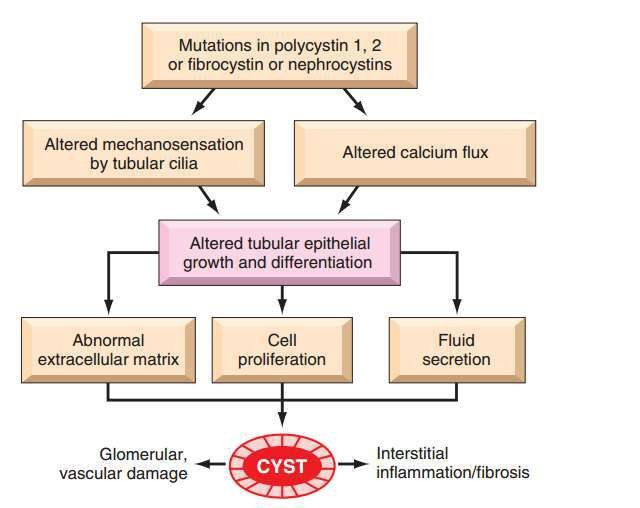 Mutations in polycystin 1, 2
or fibrocystin or nephrocystins
Altered mechanosensation
by tubular cilia
Altered calcium flux
Altered tubular epithelial
growth and differentiation
Abnormal
extracellular matrix
Cell
proliferation
Fluid
secretion
Glomerular,
vascular damage
CYST
Interstitial
inflammation/fibrosis